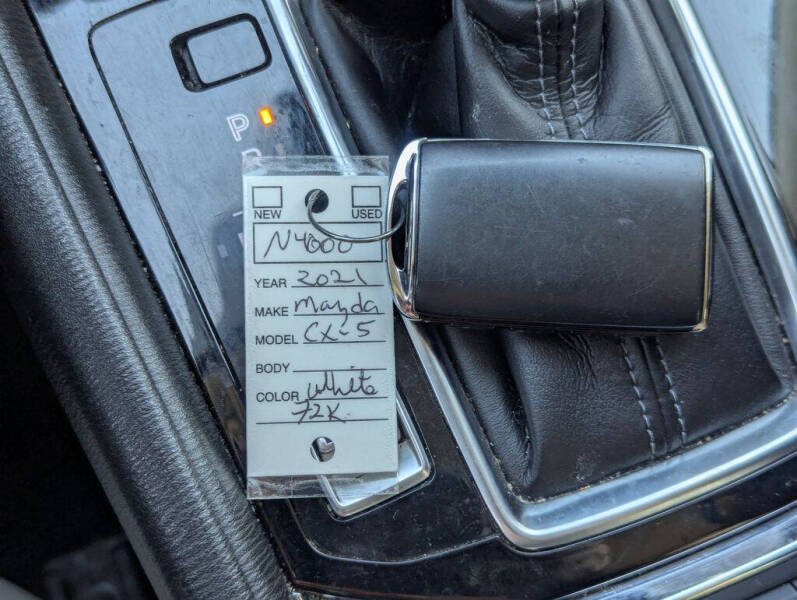 P
NEW USED
N4000
YEAR 2021
MAKE Mazda
MODEL CX-5
BODY
COLOR White
72K